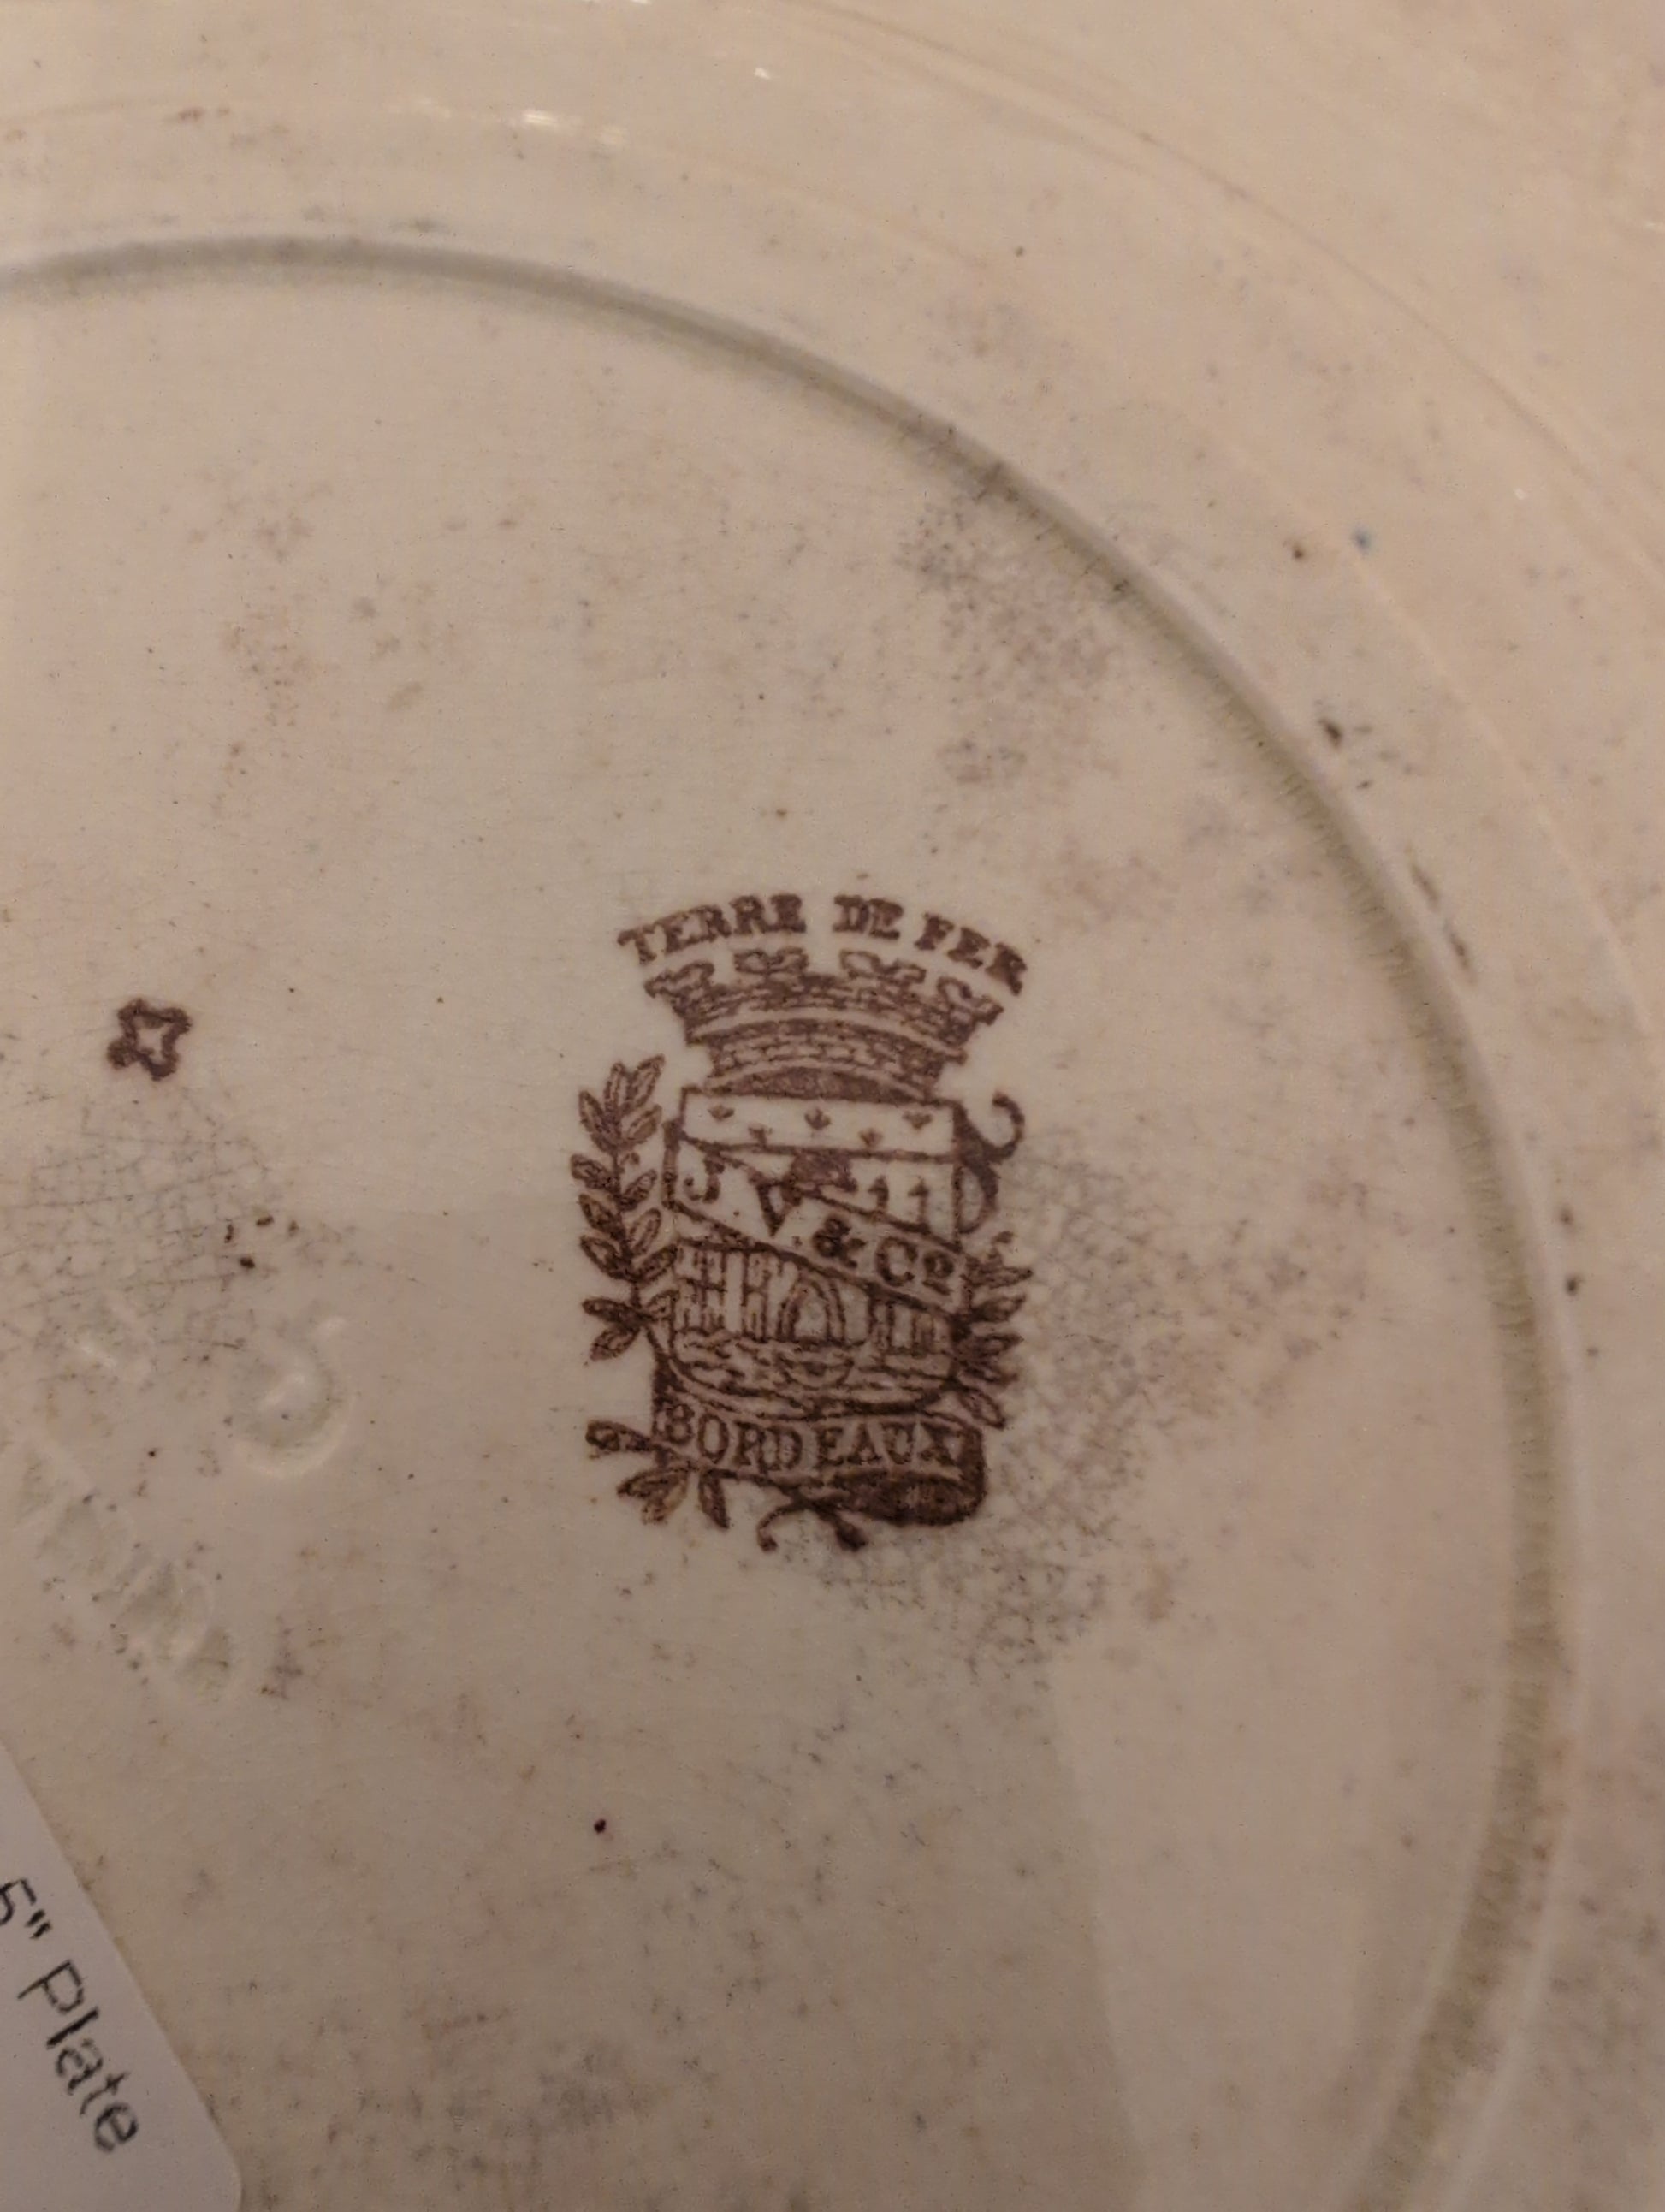 TERRE DE FER
J. V. & Co
BORDEAUX
5" Plate